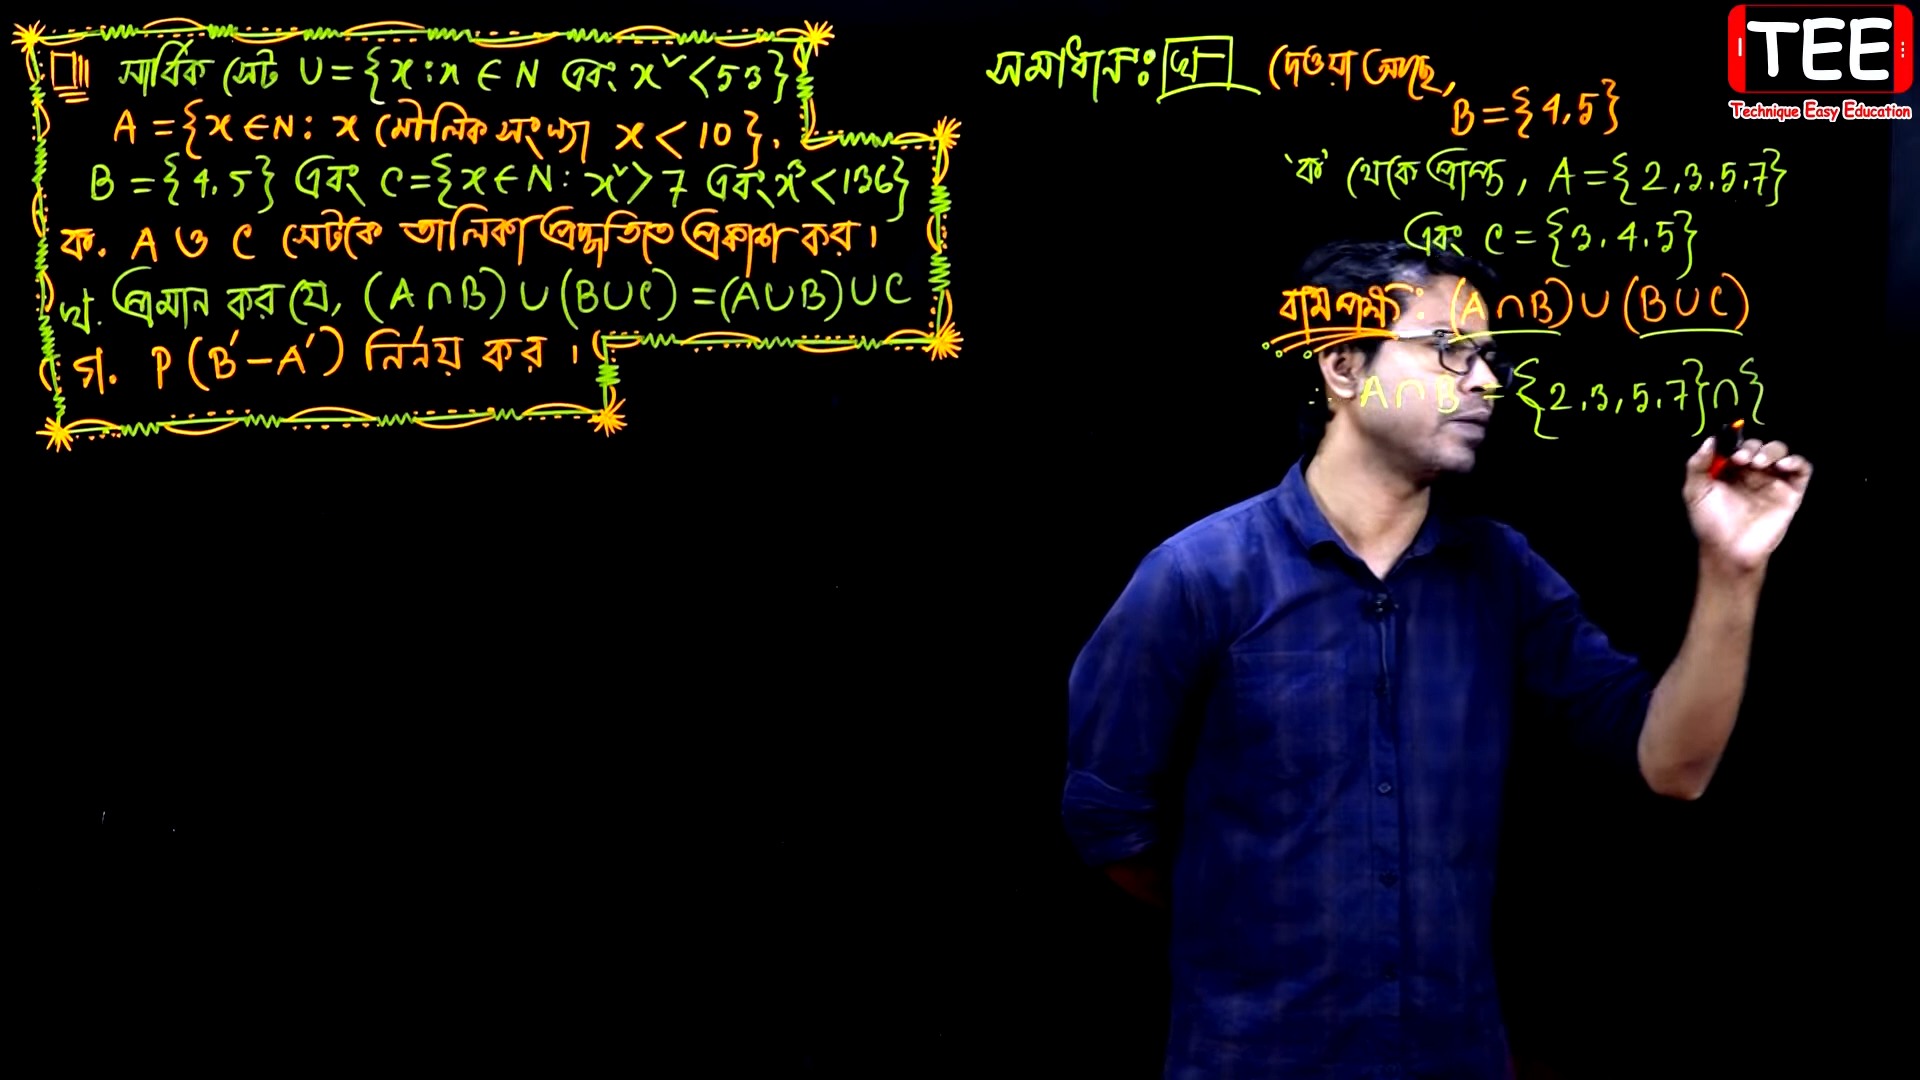 সার্বিক সেট U = {x : x ∈ N এবং x² < 53}
A = {x ∈ N : x মৌলিক সংখ্যা x < 10},
B = {4, 5} এবং C = {x ∈ N : x² > 7 এবং x³ < 136}
ক. A ও C সেটকে তালিকা পদ্ধতিতে প্রকাশ কর।
খ. প্রমান কর যে, (A ∩ B) ∪ (B ∪ C) = (A ∪ B) ∪ C
গ. P (B′ − A′) নির্নয় কর।
সমাধান: খ দেওয়া আছে,
B = {4, 5}
'ক' থেকে প্রাপ্ত, A = {2, 3, 5, 7}
এবং C = {3, 4, 5}
বামপক্ষ : (A ∩ B) ∪ (B ∪ C)
∴ A ∩ B = {2, 3, 5, 7} ∩ {
TEE
Technique Easy Education